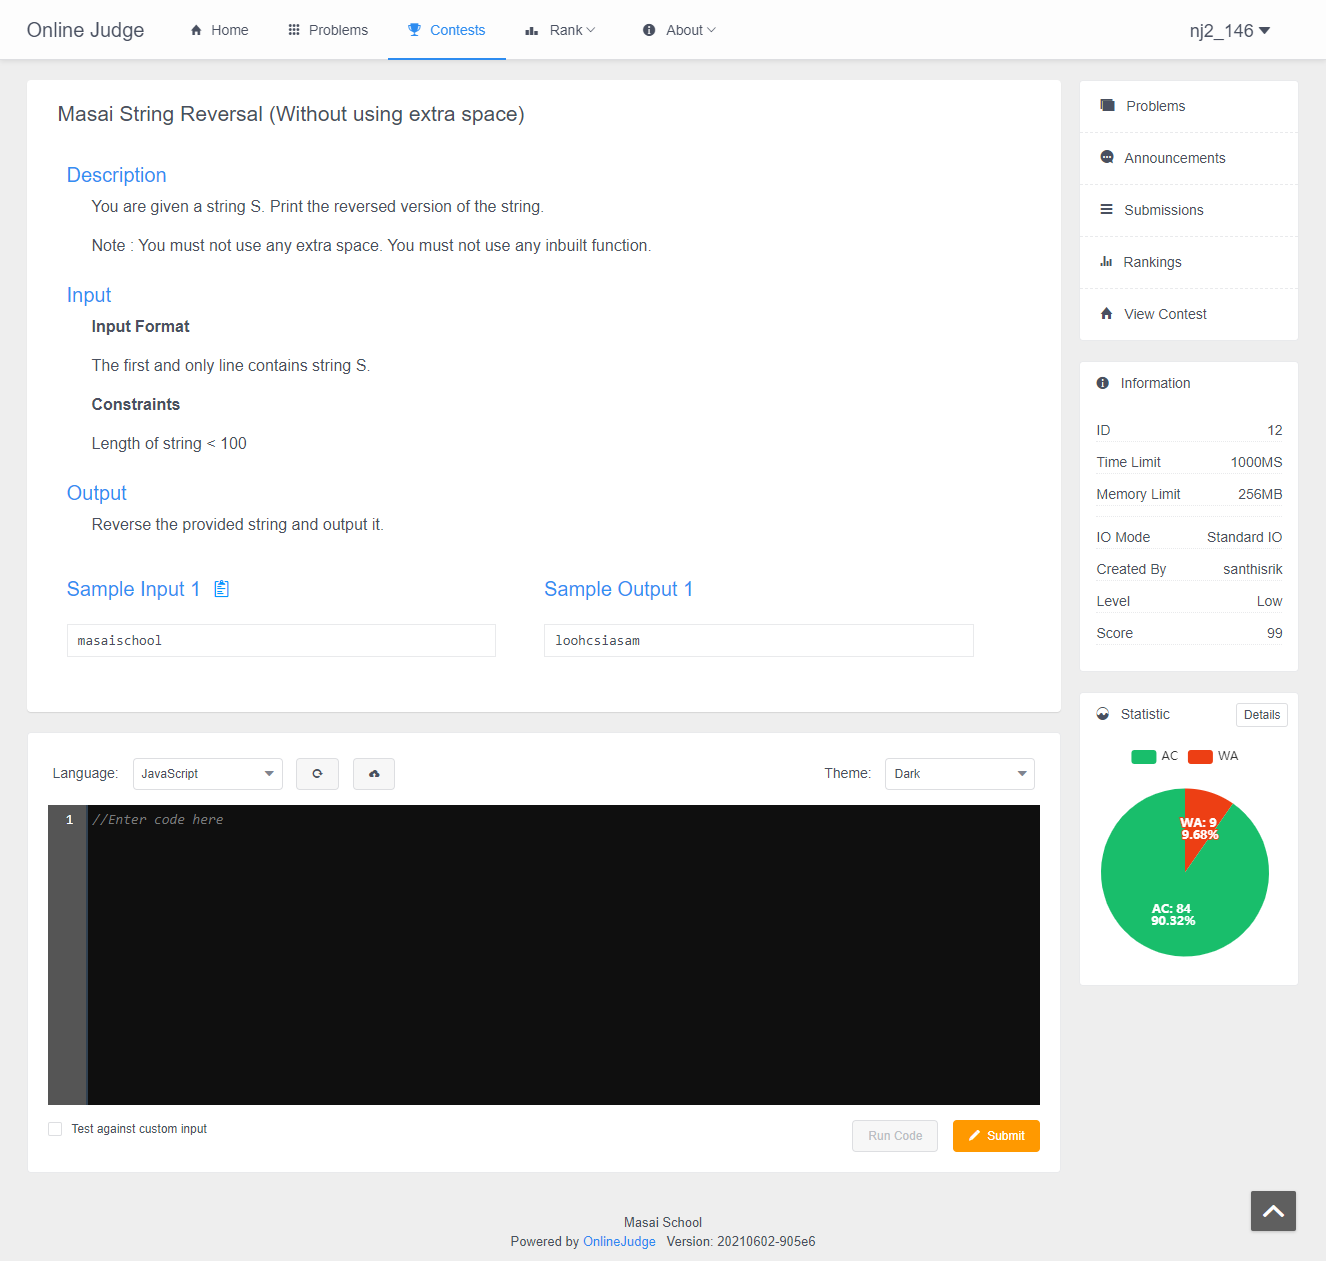 Online Judge
Home
Problems
Contests
Rank
About
nj2_146
Masai String Reversal (Without using extra space)
Description
You are given a string S. Print the reversed version of the string.
Note : You must not use any extra space. You must not use any inbuilt function.
Input
Input Format
The first and only line contains string S.
Constraints
Length of string < 100
Output
Reverse the provided string and output it.
Sample Input 1
Sample Output 1
masaischool
loohcsiasam
Language:
JavaScript
Theme:
Dark
1
//Enter code here
Test against custom input
Run Code
Submit
Problems
Announcements
Submissions
Rankings
View Contest
Information
ID 12
Time Limit 1000MS
Memory Limit 256MB
IO Mode Standard IO
Created By santhisrik
Level Low
Score 99
Statistic
Details
AC WA
WA: 9
9.68%
AC: 84
90.32%
Masai School
Powered by OnlineJudge Version: 20210602-905e6